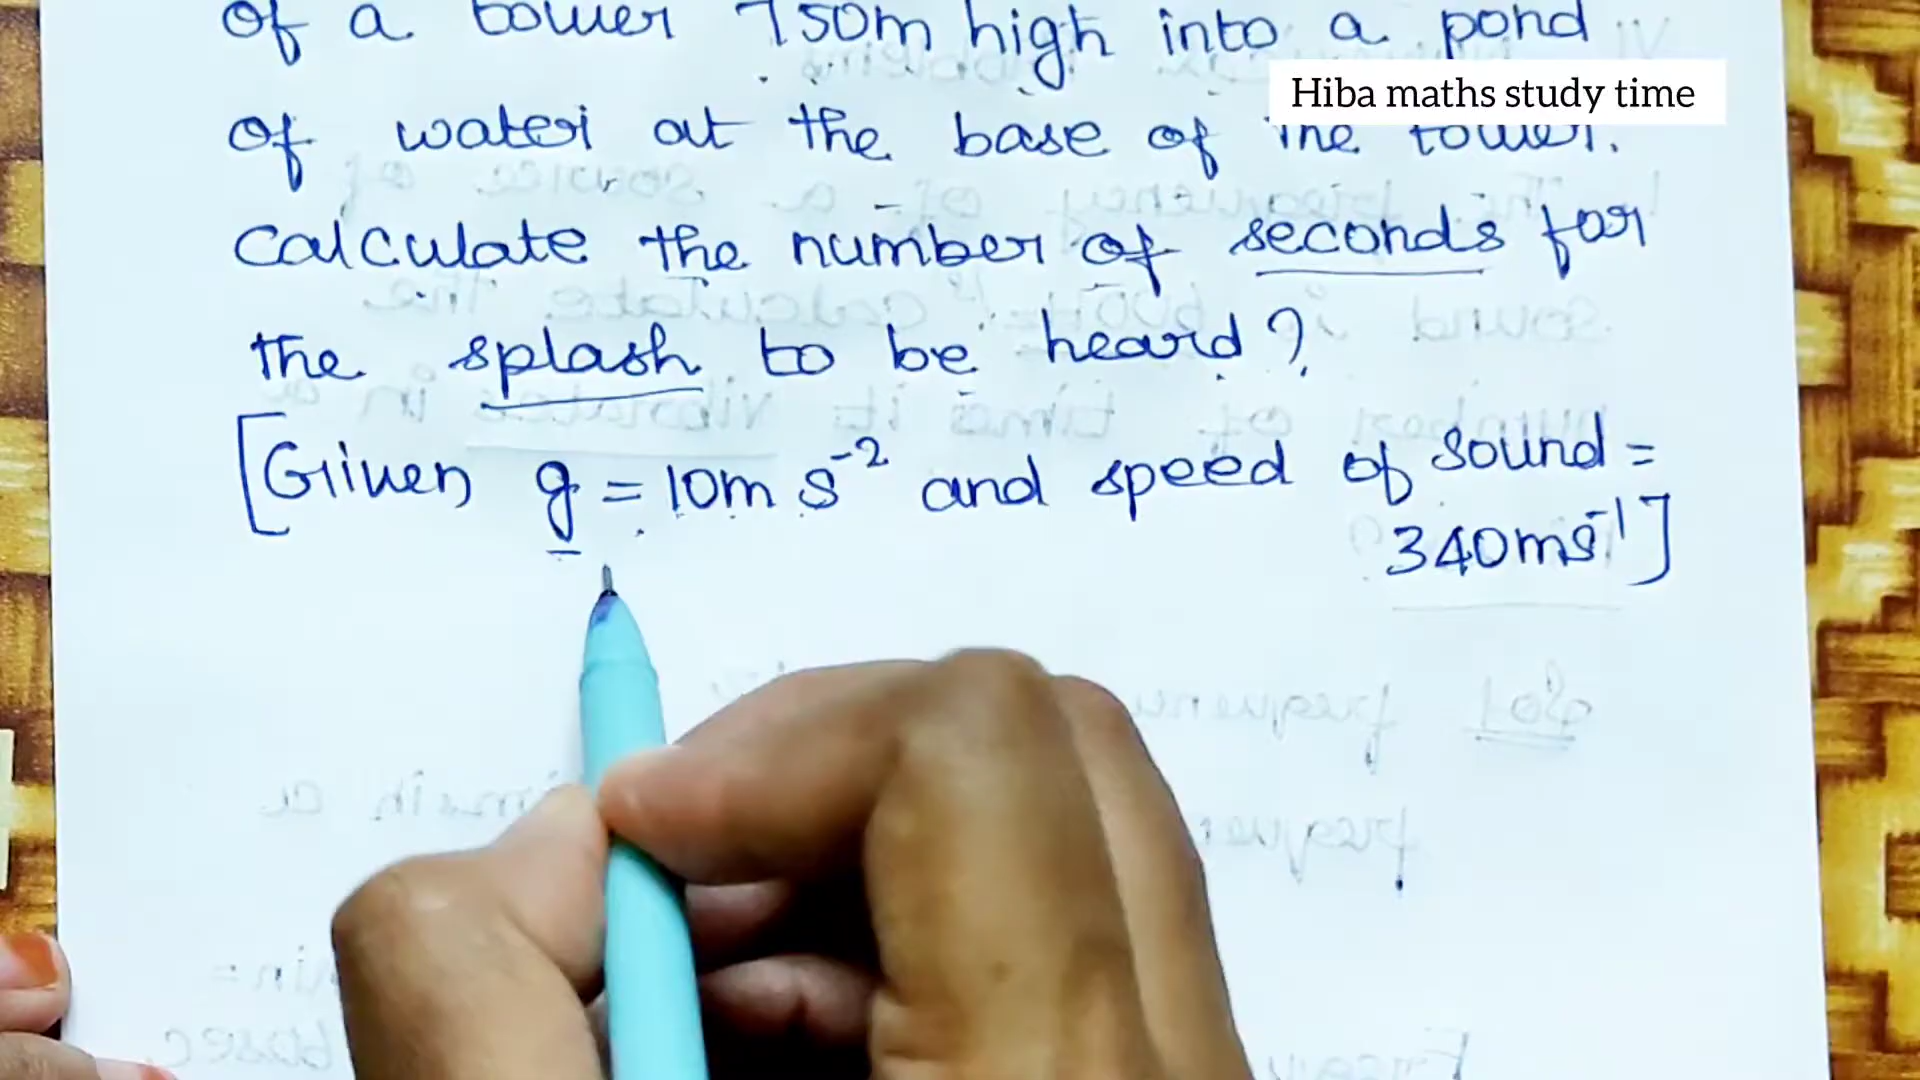 of a tower 750m high into a pond
Hiba maths study time
of water at the base of the tower.
calculate the number of seconds for
the splash to be heard?
[Given g = 10m s⁻² and speed of sound =
340ms⁻¹]